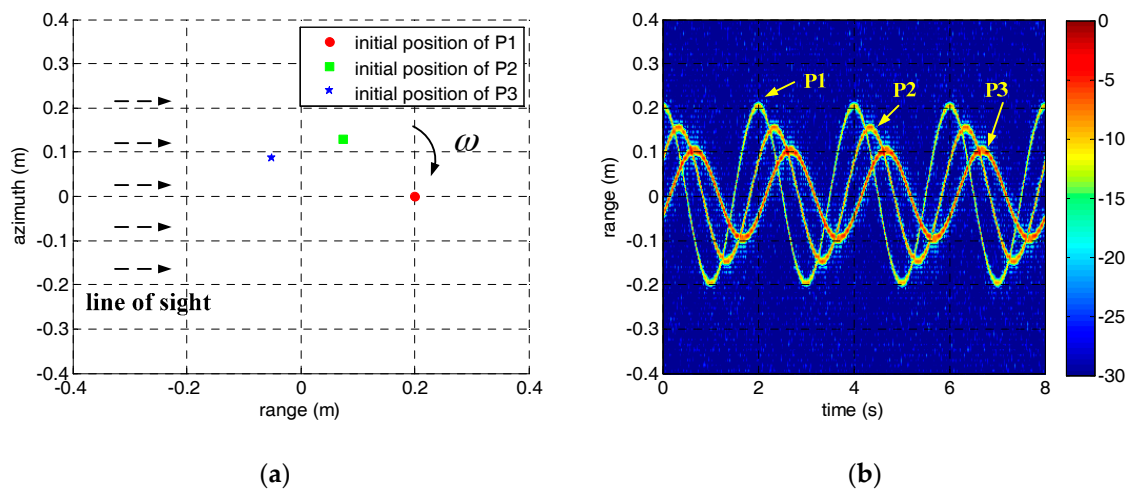 initial position of P1
initial position of P2
initial position of P3
ω
line of sight
azimuth (m)
0.4
0.3
0.2
0.1
0
-0.1
-0.2
-0.3
-0.4
-0.4
-0.2
0
0.2
0.4
range (m)
(a)
P1
P2
P3
range (m)
0.4
0.3
0.2
0.1
0
-0.1
-0.2
-0.3
-0.4
0
2
4
6
8
time (s)
0
-5
-10
-15
-20
-25
-30
(b)